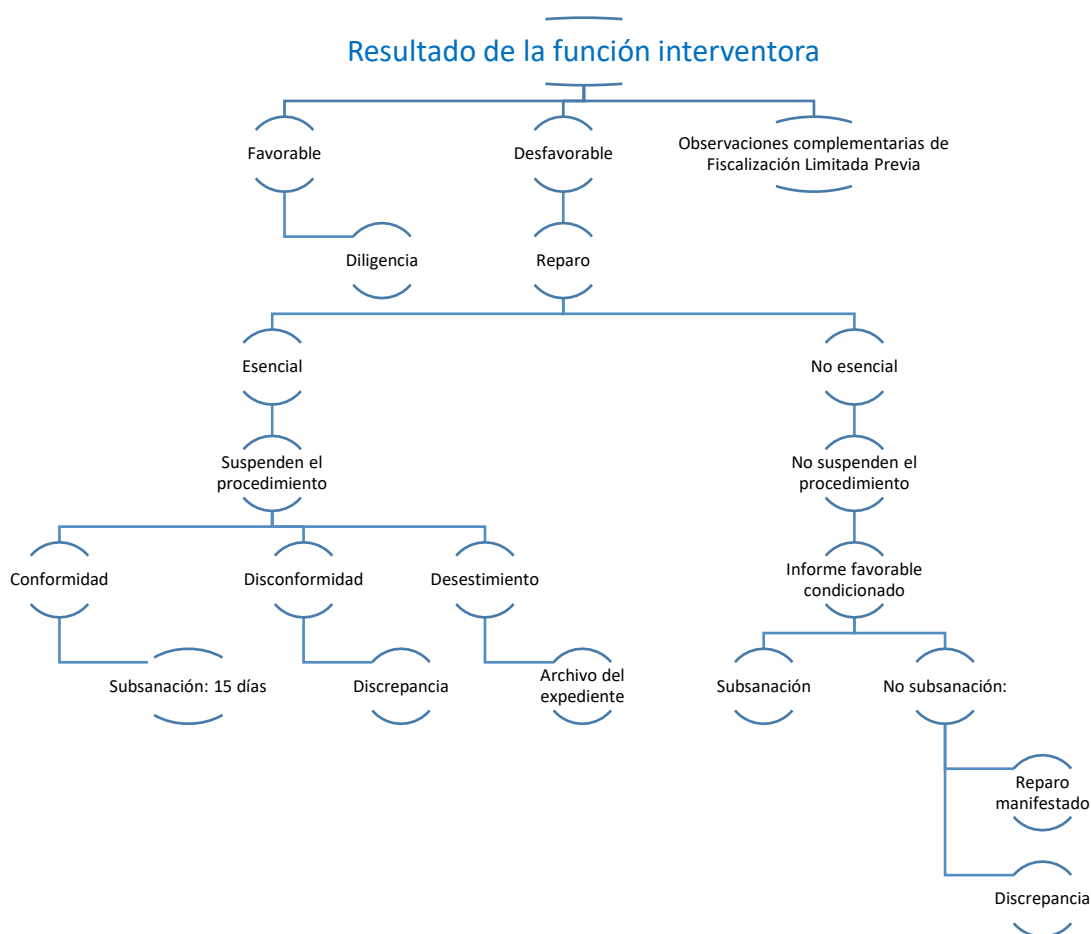 Resultado de la función interventora
Favorable
Desfavorable
Observaciones complementarias de
Fiscalización Limitada Previa
Diligencia
Reparo
Esencial
No esencial
Suspenden el
procedimiento
No suspenden el
procedimiento
Conformidad
Disconformidad
Desestimiento
Informe favorable
condicionado
Subsanación: 15 días
Discrepancia
Archivo del
expediente
Subsanación
No subsanación:
Reparo
manifestado
Discrepancia